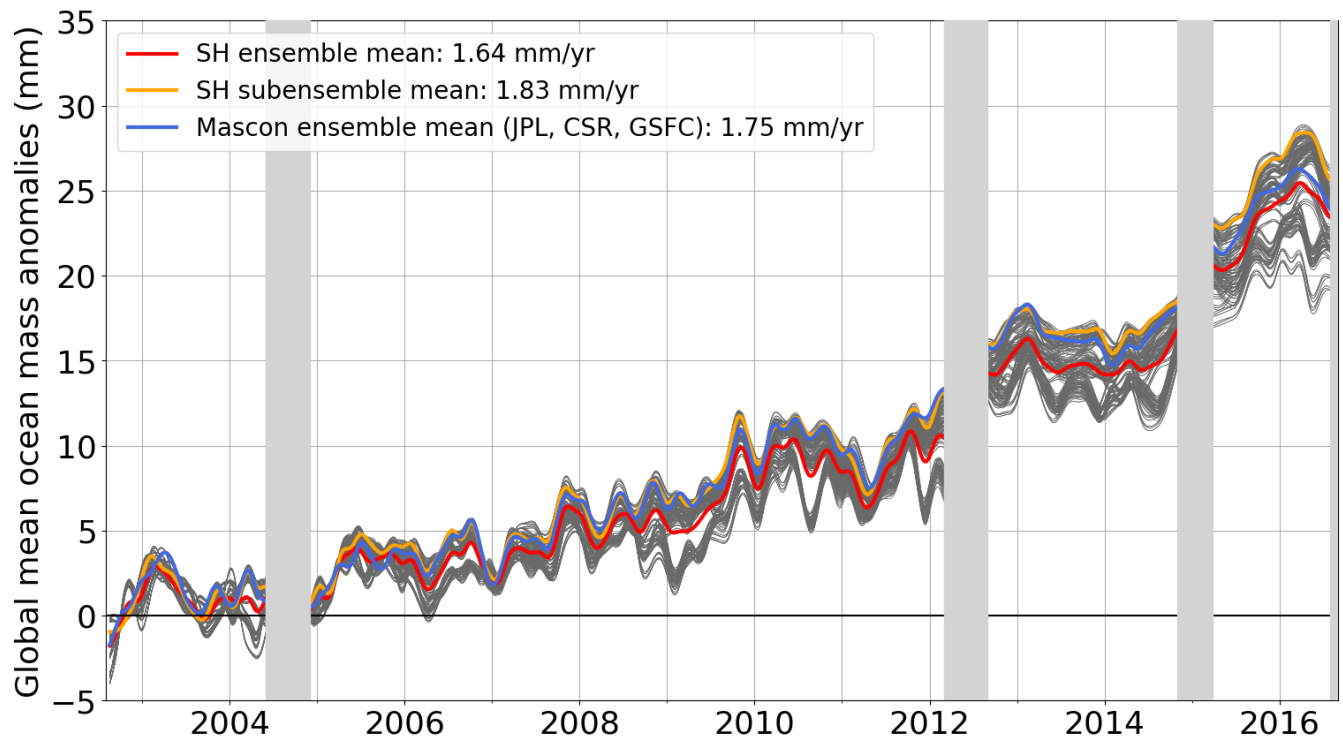 Global mean ocean mass anomalies (mm)
35
30
25
20
15
10
5
0
−5
SH ensemble mean: 1.64 mm/yr
SH subensemble mean: 1.83 mm/yr
Mascon ensemble mean (JPL, CSR, GSFC): 1.75 mm/yr
2004 2006 2008 2010 2012 2014 2016